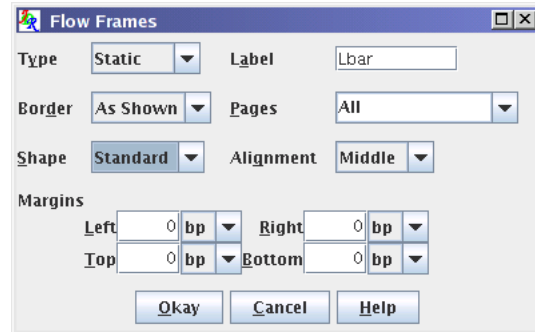 Flow Frames
Type Static Label Lbar
Border As Shown Pages All
Shape Standard Alignment Middle
Margins
Left 0 bp Right 0 bp
Top 0 bp Bottom 0 bp
Okay Cancel Help